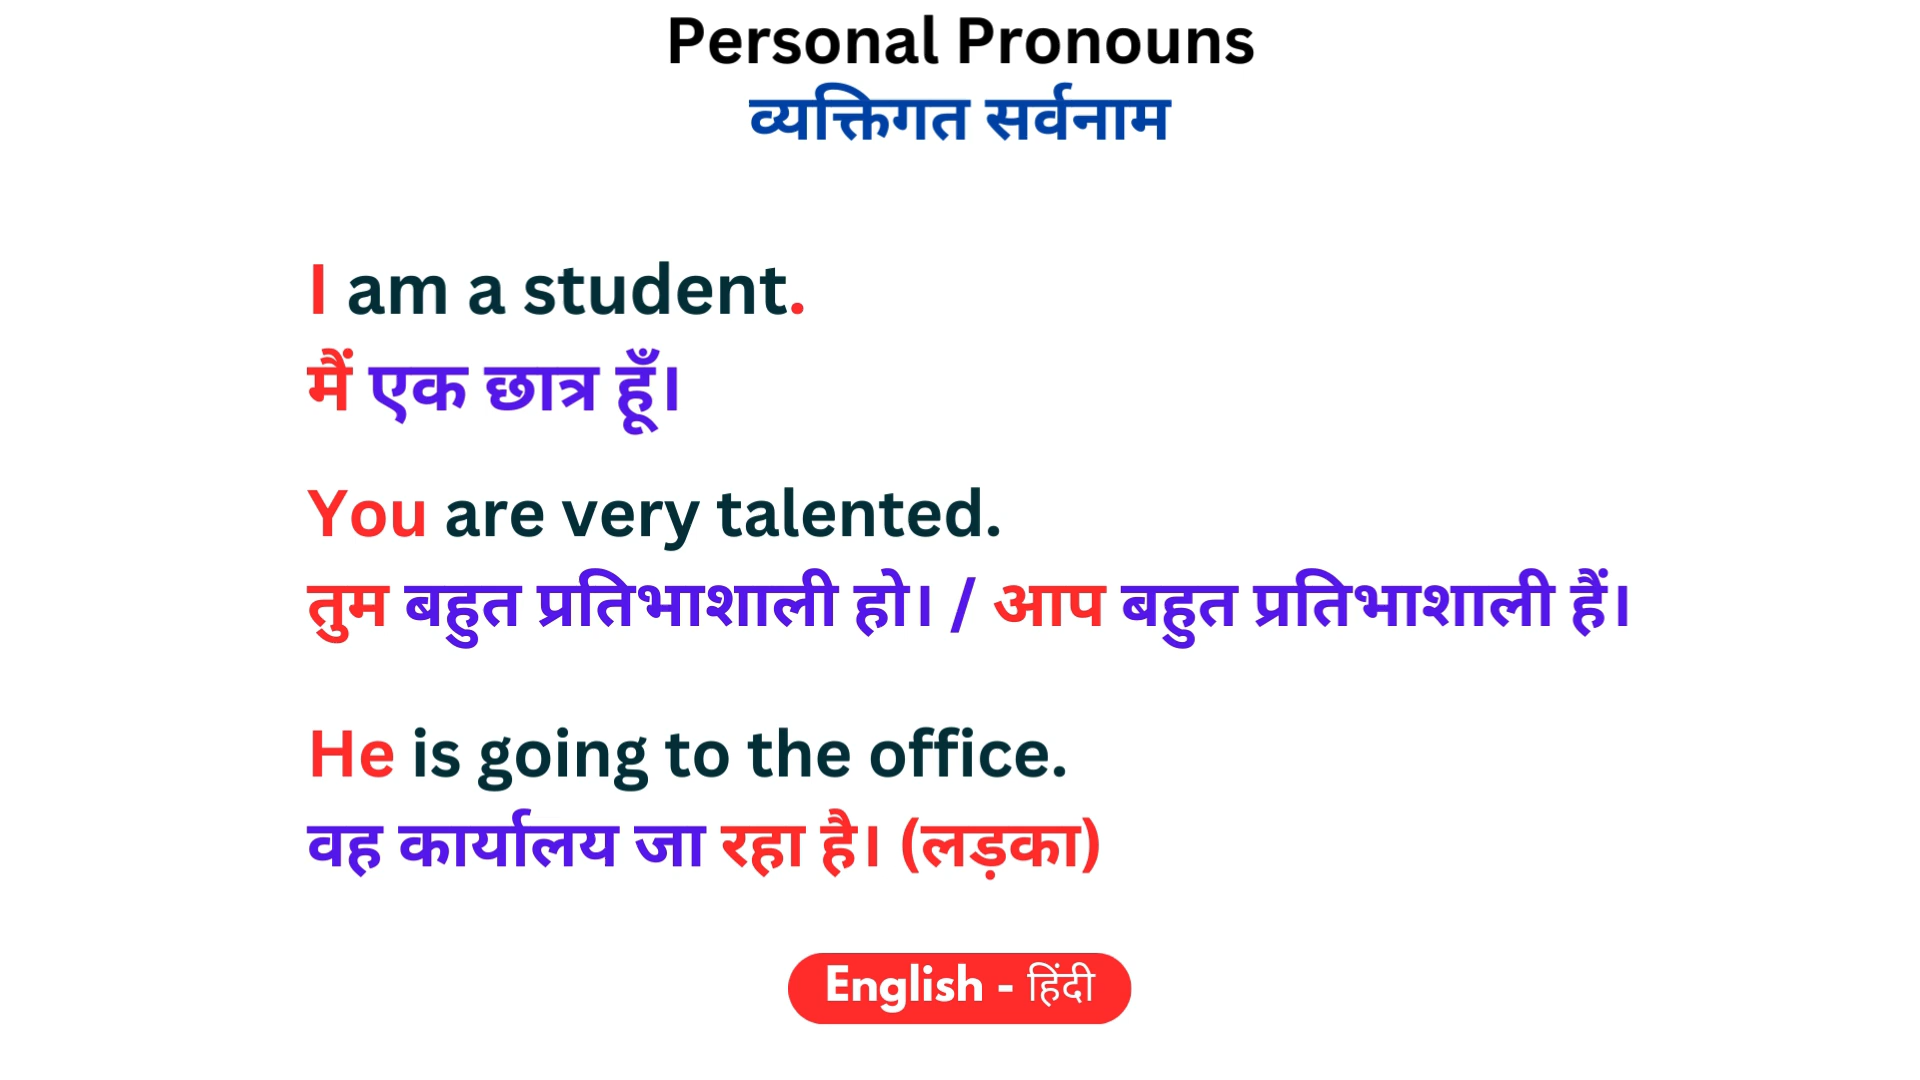 Personal Pronouns
व्यक्तिगत सर्वनाम
I am a student.
मैं एक छात्र हूँ।
You are very talented.
तुम बहुत प्रतिभाशाली हो। / आप बहुत प्रतिभाशाली हैं।
He is going to the office.
वह कार्यालय जा रहा है। (लड़का)
English - हिंदी